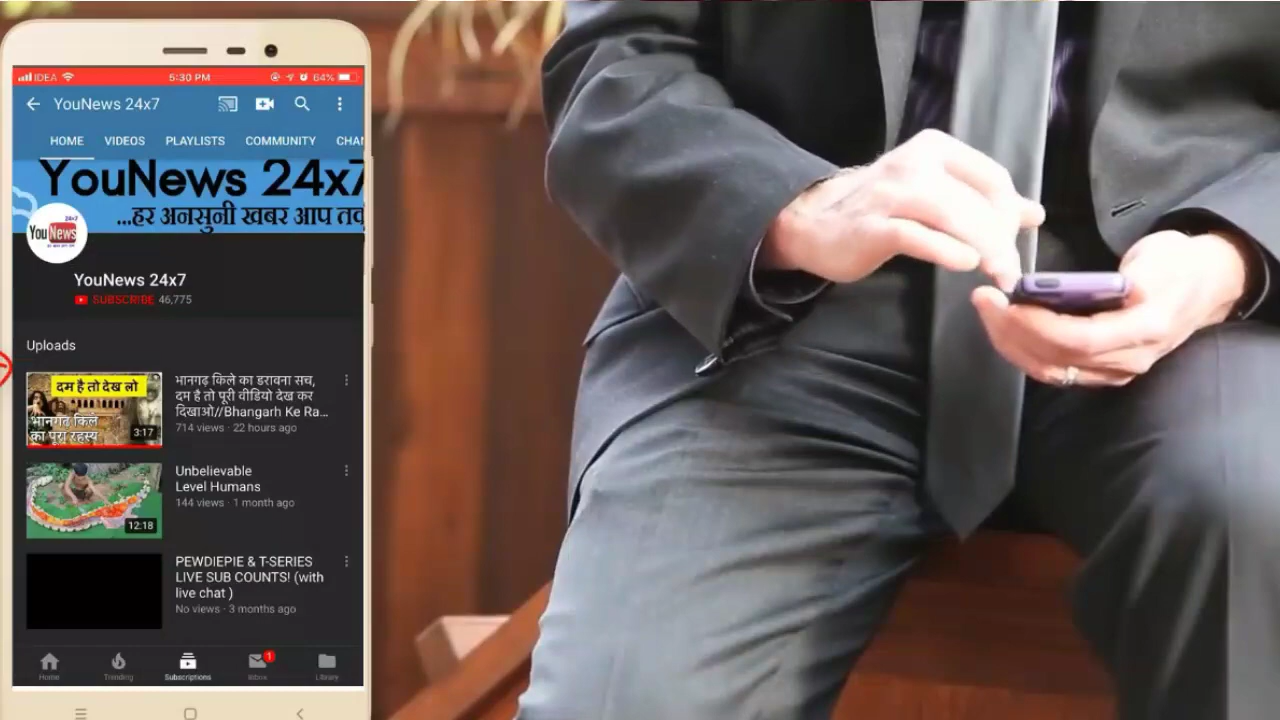 IDEA 5:30 PM 64%
YouNews 24x7
HOME VIDEOS PLAYLISTS COMMUNITY CHAN
YouNews 24x7
...हर अनसुनी खबर आप तक
24x7
YouNews
YouNews 24x7
SUBSCRIBE 46,775
Uploads
दम है तो देख लो
भानगढ़ किले
का पूरा रहस्य
3:17
भानगढ़ किले का डरावना सच,
दम है तो पूरी वीडियो देख कर
दिखाओ//Bhangarh Ke Ra...
714 views · 22 hours ago
12:18
Unbelievable
Level Humans
144 views · 1 month ago
PEWDIEPIE & T-SERIES
LIVE SUB COUNTS! (with
live chat )
No views · 3 months ago
1
Home Trending Subscriptions Inbox Library